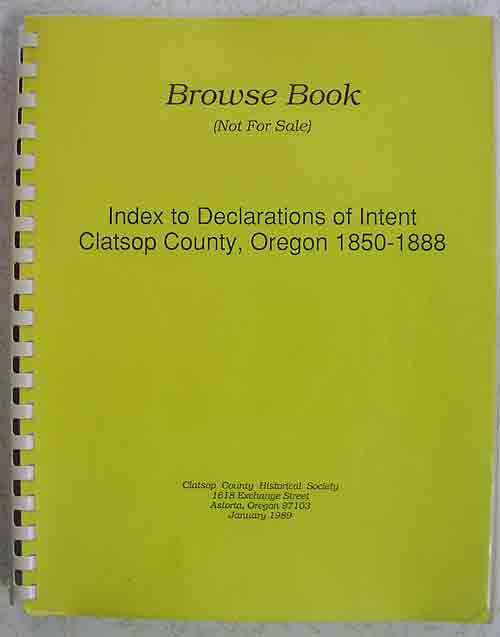 Browse Book
(Not For Sale)
Index to Declarations of Intent
Clatsop County, Oregon 1850-1888
Clatsop County Historical Society
1618 Exchange Street
Astoria, Oregon 97103
January 1989